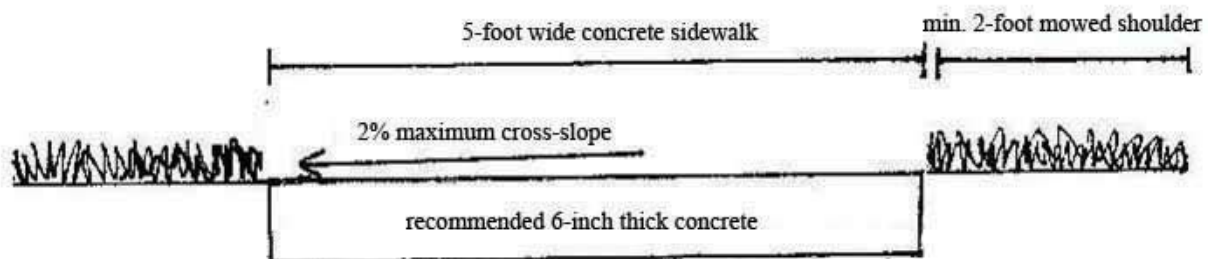 5-foot wide concrete sidewalk
min. 2-foot mowed shoulder
2% maximum cross-slope
recommended 6-inch thick concrete